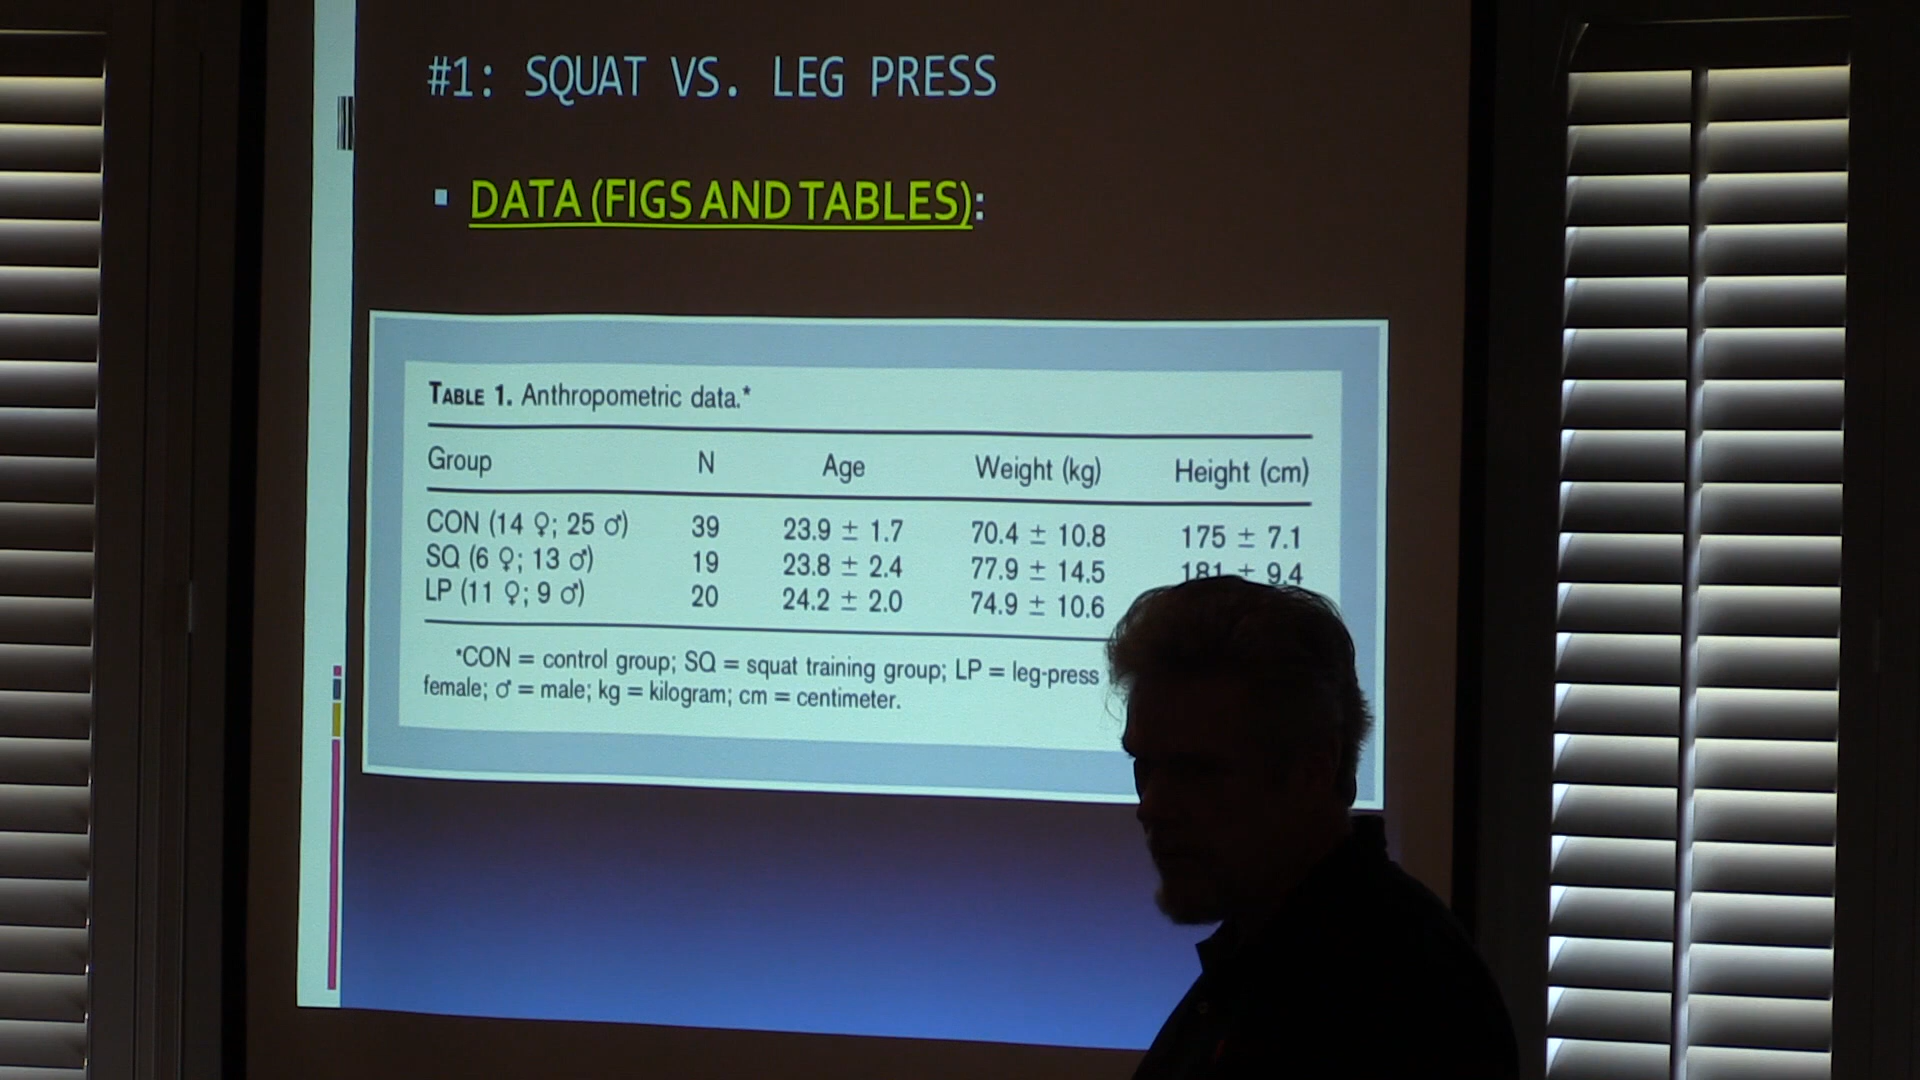 #1: SQUAT VS. LEG PRESS
▪ DATA (FIGS AND TABLES):
TABLE 1. Anthropometric data.*
Group N Age Weight (kg) Height (cm)
CON (14 ♀; 25 ♂) 39 23.9 ± 1.7 70.4 ± 10.8 175 ± 7.1
SQ (6 ♀; 13 ♂) 19 23.8 ± 2.4 77.9 ± 14.5 181 ± 9.4
LP (11 ♀; 9 ♂) 20 24.2 ± 2.0 74.9 ± 10.6
*CON = control group; SQ = squat training group; LP = leg-press
female; ♂ = male; kg = kilogram; cm = centimeter.